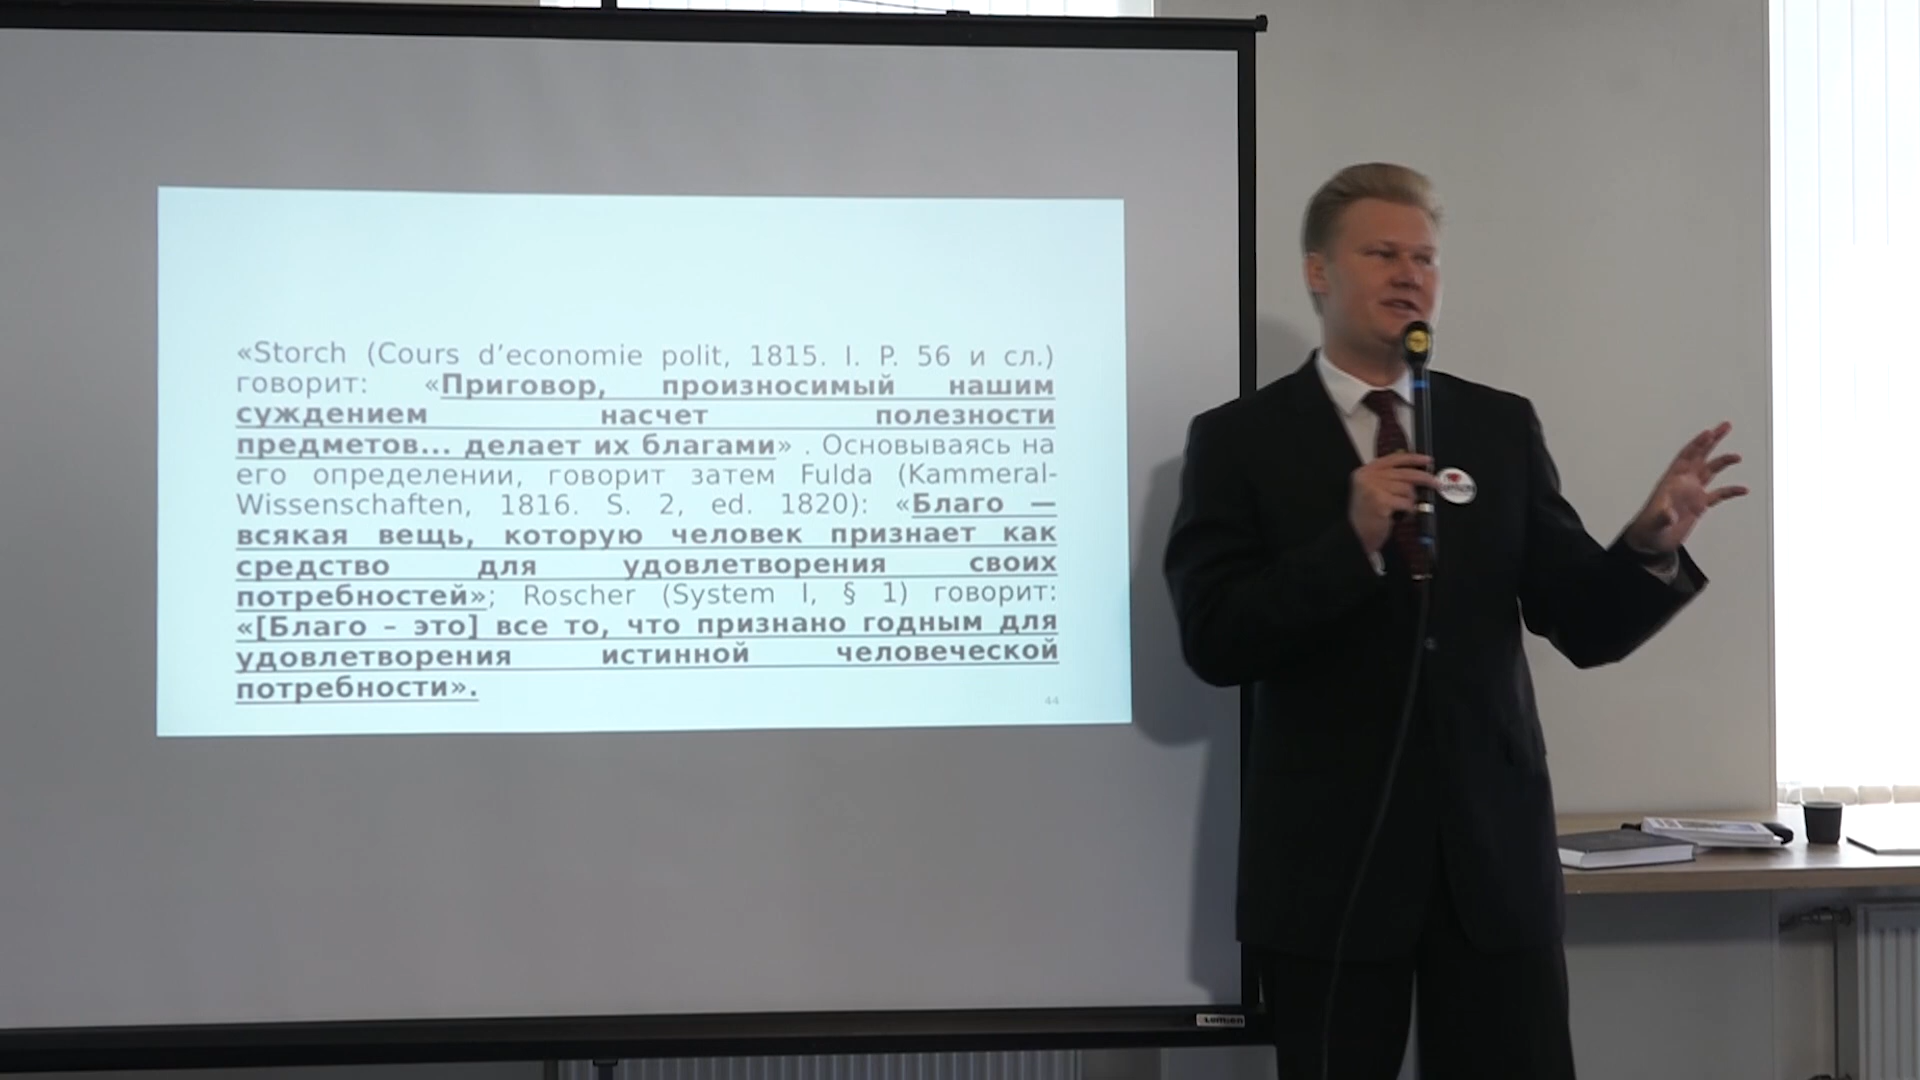 «Storch (Cours d’economie polit, 1815. I. P. 56 и сл.)
говорит: «Приговор, произносимый нашим
суждением насчет полезности
предметов... делает их благами» . Основываясь на
его определении, говорит затем Fulda (Kammeral-
Wissenschaften, 1816. S. 2, ed. 1820): «Благо —
всякая вещь, которую человек признает как
средство для удовлетворения своих
потребностей»; Roscher (System I, § 1) говорит:
«[Благо – это] все то, что признано годным для
удовлетворения истинной человеческой
потребности».
44
Lumien